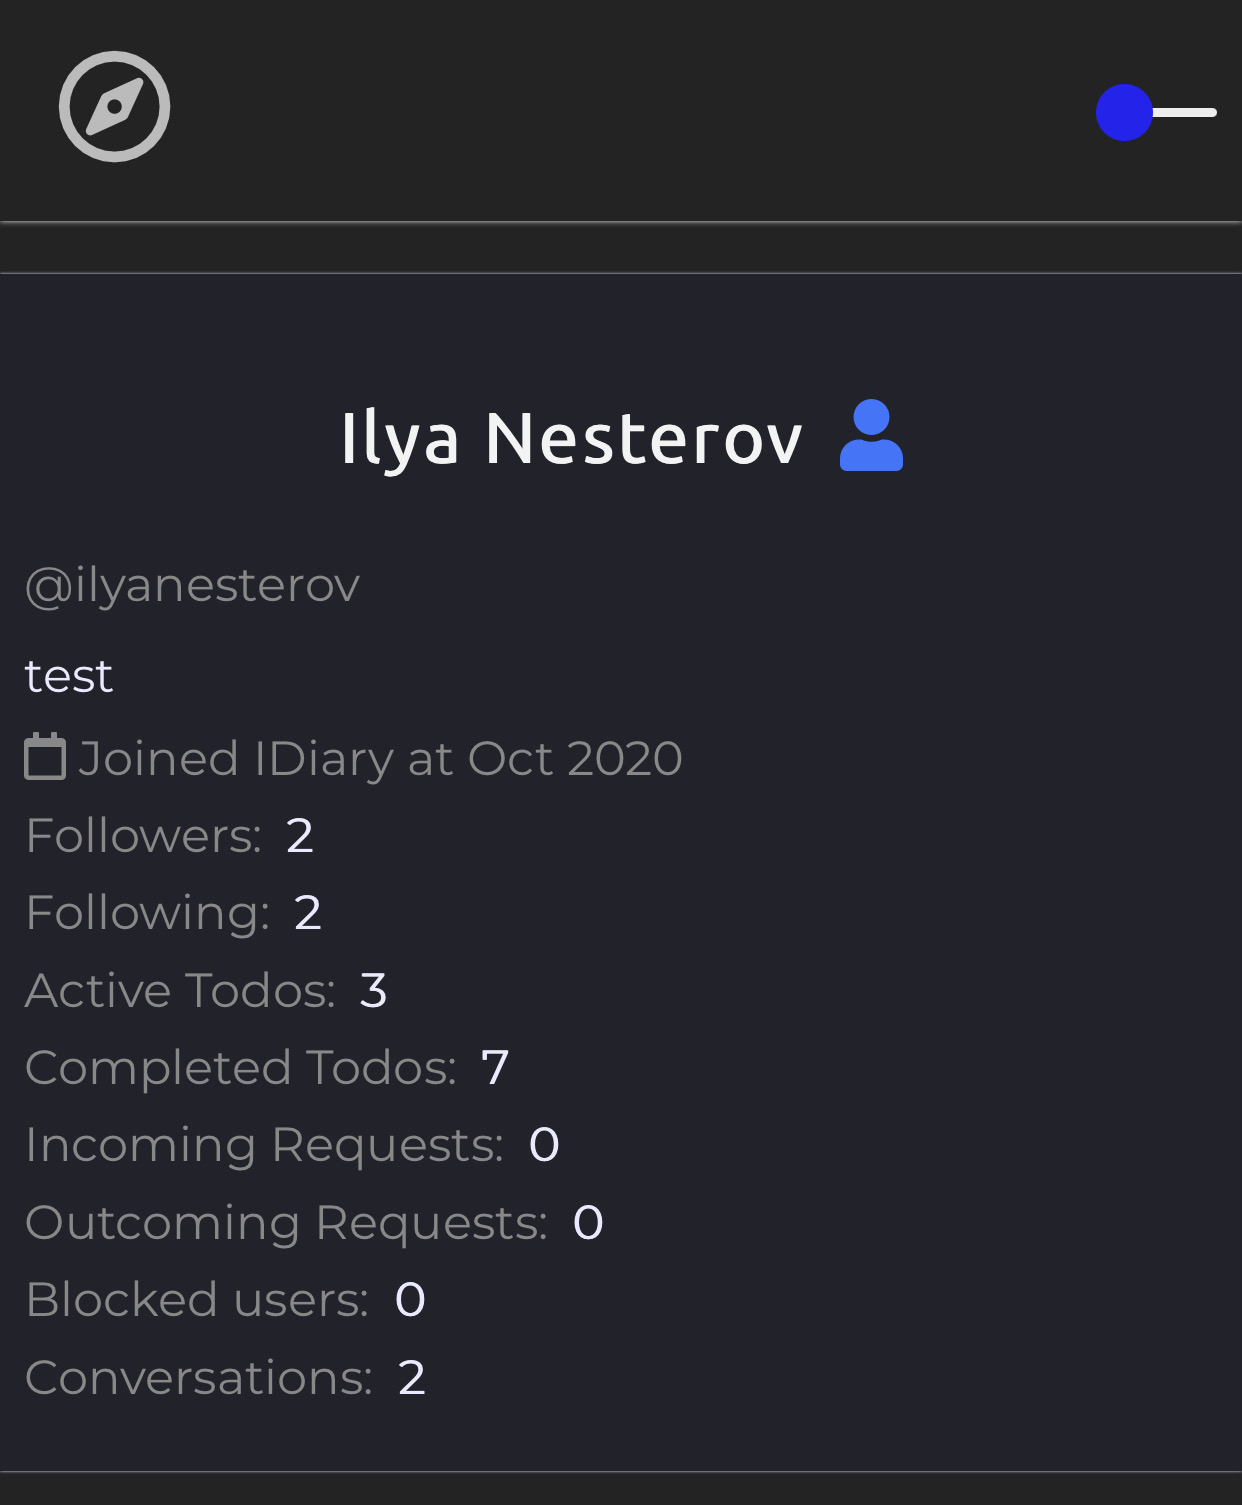 Ilya Nesterov
@ilyanesterov
test
Joined IDiary at Oct 2020
Followers: 2
Following: 2
Active Todos: 3
Completed Todos: 7
Incoming Requests: 0
Outcoming Requests: 0
Blocked users: 0
Conversations: 2